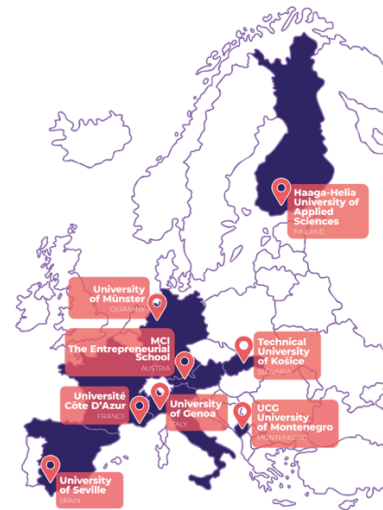 Haaga-Helia
University of
Applied
Sciences
FINLAND
University
of Münster
GERMANY
MCI
The Entrepreneurial
School
AUSTRIA
Technical
University
of Košice
SLOVAKIA
Université
Côte D'Azur
FRANCE
University
of Genoa
ITALY
UCG
University
of Montenegro
MONTENEGRO
University
of Seville
SPAIN